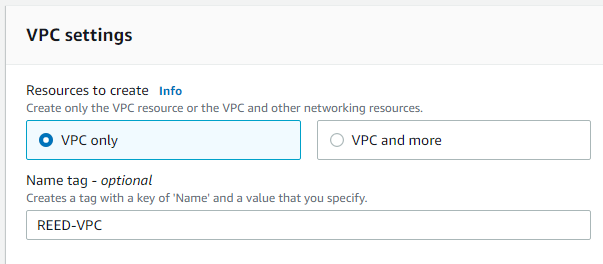 VPC settings
Resources to create Info
Create only the VPC resource or the VPC and other networking resources.
VPC only
VPC and more
Name tag - optional
Creates a tag with a key of 'Name' and a value that you specify.
REED-VPC